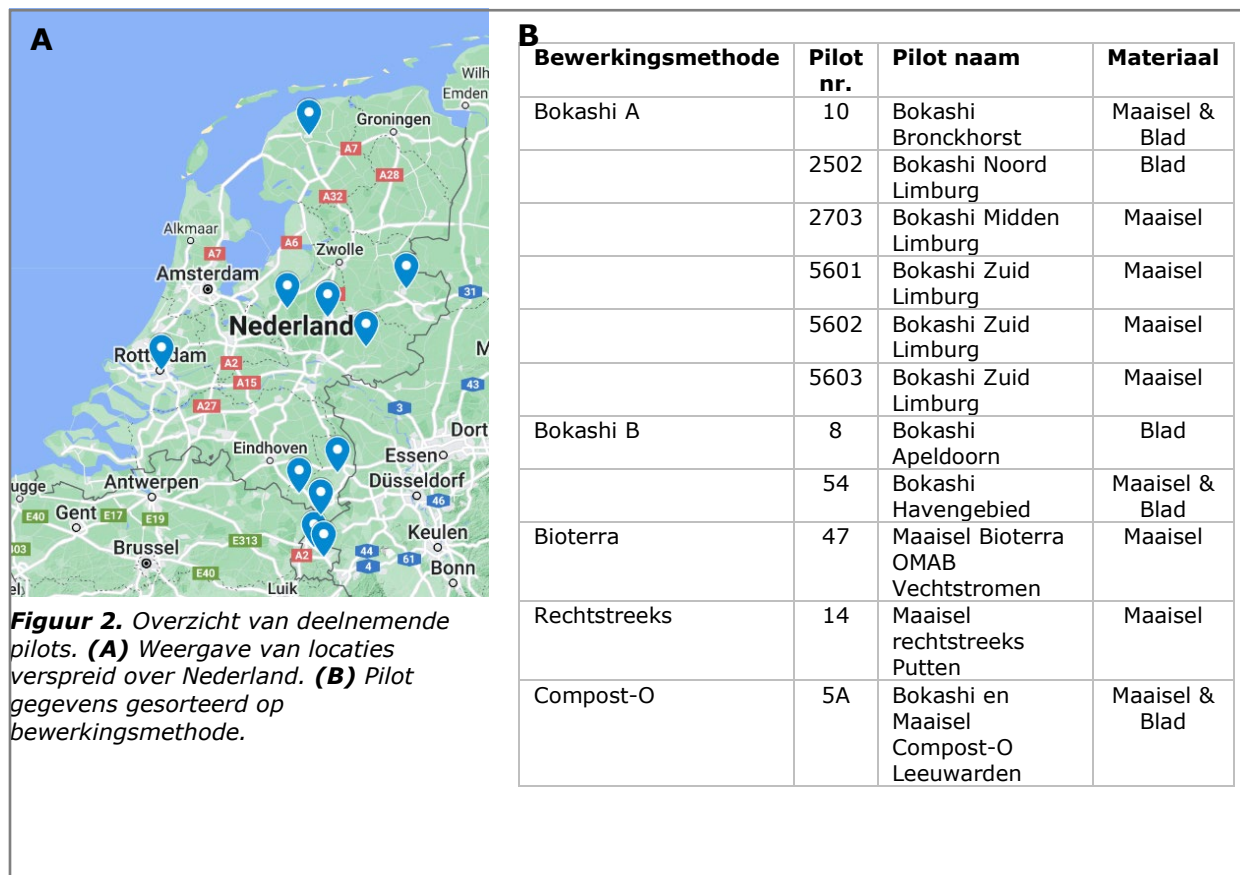 A
Wilh
Emden
Groningen
A7
A28
A32
Alkmaar
A7
A6
Zwolle
Amsterdam
31
Nederland
Rott dam
A2
A15
43
A27
3
Dort
Eindhoven
Essen
ugge
Antwerpen
Düsseldorf
E40
Gent
E17
E19
46
Brussel
E313
A2
44
Keulen
403
4
61
Bonn
E40
el
Luik
Figuur 2. Overzicht van deelnemende
pilots. (A) Weergave van locaties
verspreid over Nederland. (B) Pilot
gegevens gesorteerd op
bewerkingsmethode.
B
Bewerkingsmethode Pilot nr. Pilot naam Materiaal
Bokashi A 10 Bokashi Bronckhorst Maaisel & Blad
2502 Bokashi Noord Limburg Blad
2703 Bokashi Midden Limburg Maaisel
5601 Bokashi Zuid Limburg Maaisel
5602 Bokashi Zuid Limburg Maaisel
5603 Bokashi Zuid Limburg Maaisel
Bokashi B 8 Bokashi Apeldoorn Blad
54 Bokashi Havengebied Maaisel & Blad
Bioterra 47 Maaisel Bioterra OMAB Vechtstromen Maaisel
Rechtstreeks 14 Maaisel rechtstreeks Putten Maaisel
Compost-O 5A Bokashi en Maaisel Compost-O Leeuwarden Maaisel & Blad